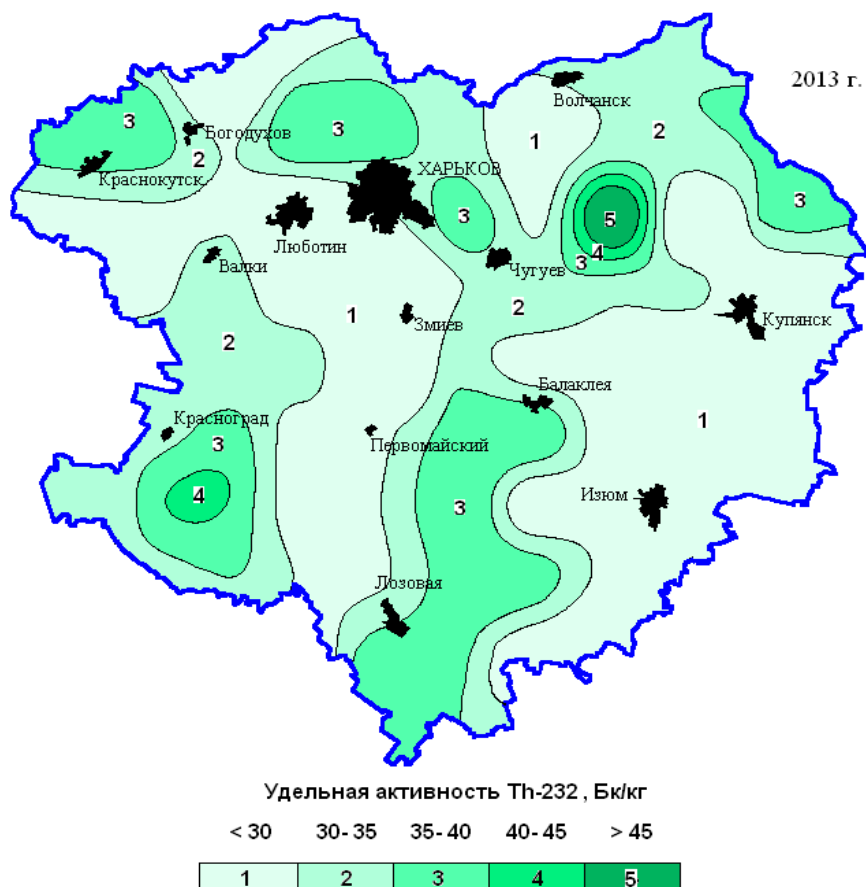 2013 г.
Волчанск
1
2
3
3
Богодухов
2
Краснокутск
ХАРЬКОВ
3
3
5
4
3
Люботин
Чугуев
Валки
2
1
Змиев
Купянск
2
Балаклея
1
Красноград
3
Первомайский
4
3
Изюм
Лозовая
Удельная активность Th-232 , Бк/кг
< 30 30- 35 35- 40 40- 45 > 45
1 2 3 4 5